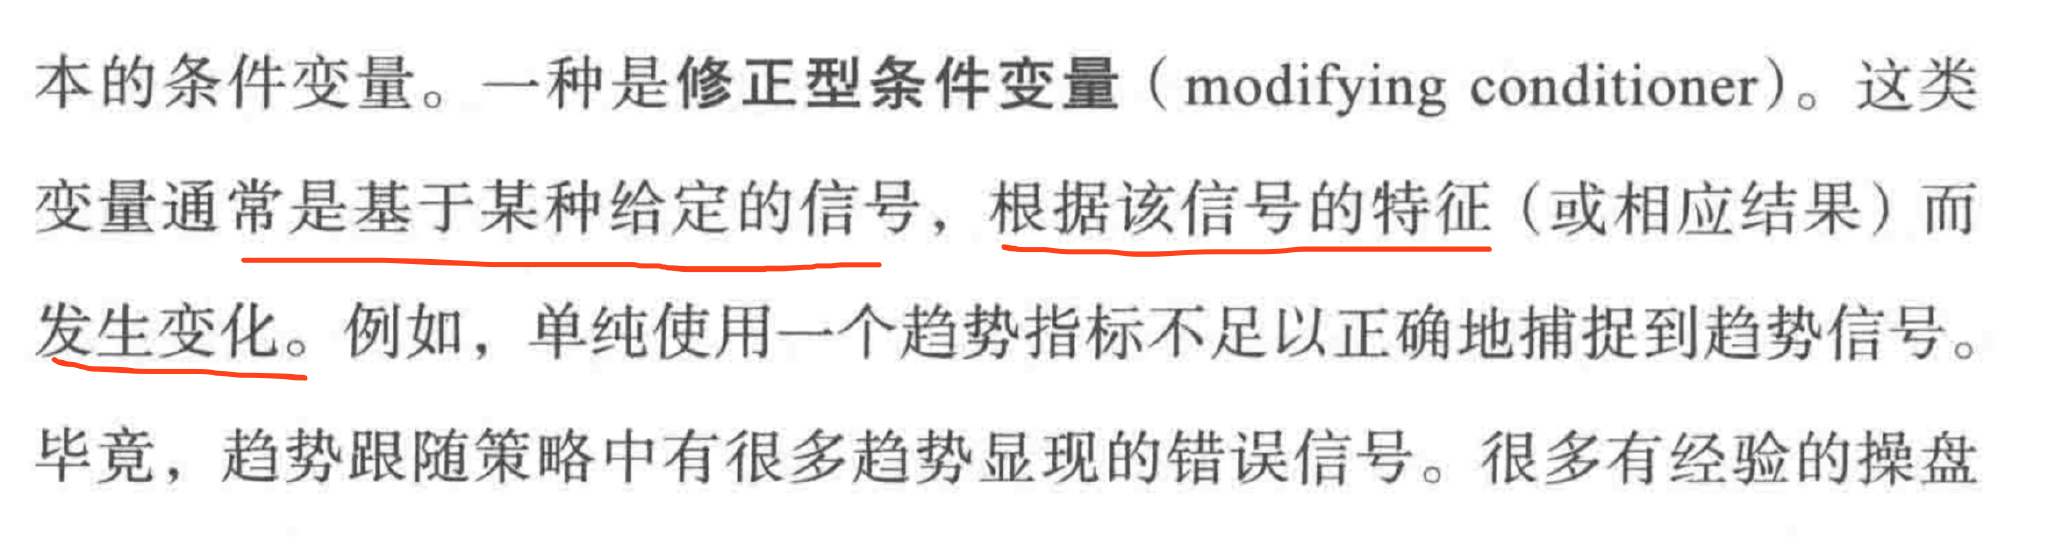 本的条件变量。一种是修正型条件变量（modifying conditioner）。这类
变量通常是基于某种给定的信号，根据该信号的特征（或相应结果）而
发生变化。例如，单纯使用一个趋势指标不足以正确地捕捉到趋势信号。
毕竟，趋势跟随策略中有很多趋势显现的错误信号。很多有经验的操盘